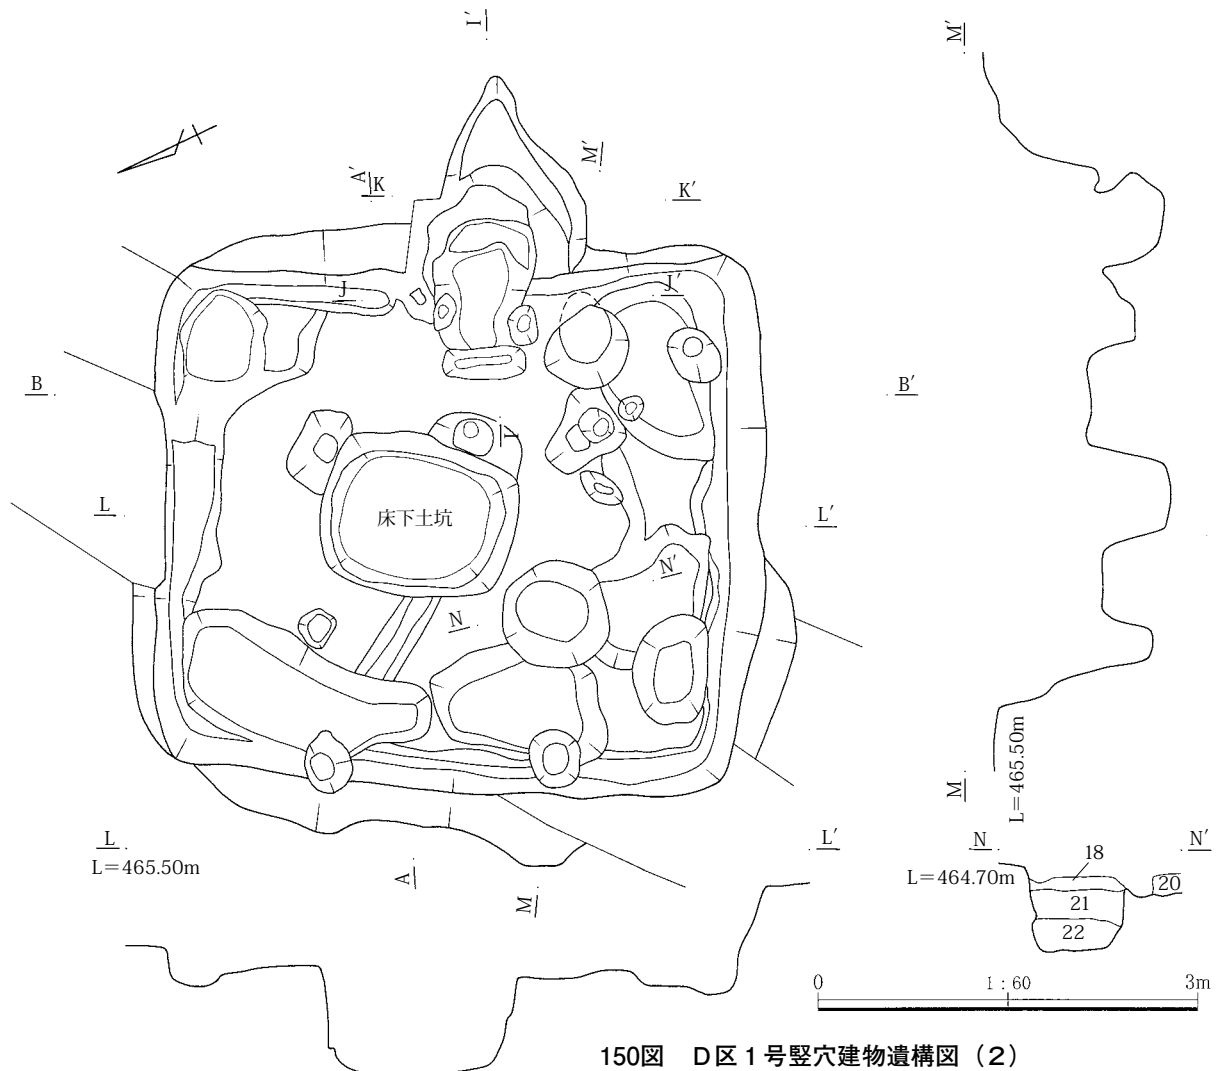 I′
M′
A′
K
M′
K′
J
J′
B
B′
I
L
床下土坑
L′
N′
N
M
L＝465.50m
L
L＝465.50m
A
M
L′
N
N′
L＝464.70m
18
20
21
22
0
1：60
3m
150図　D区1号竪穴建物遺構図（2）